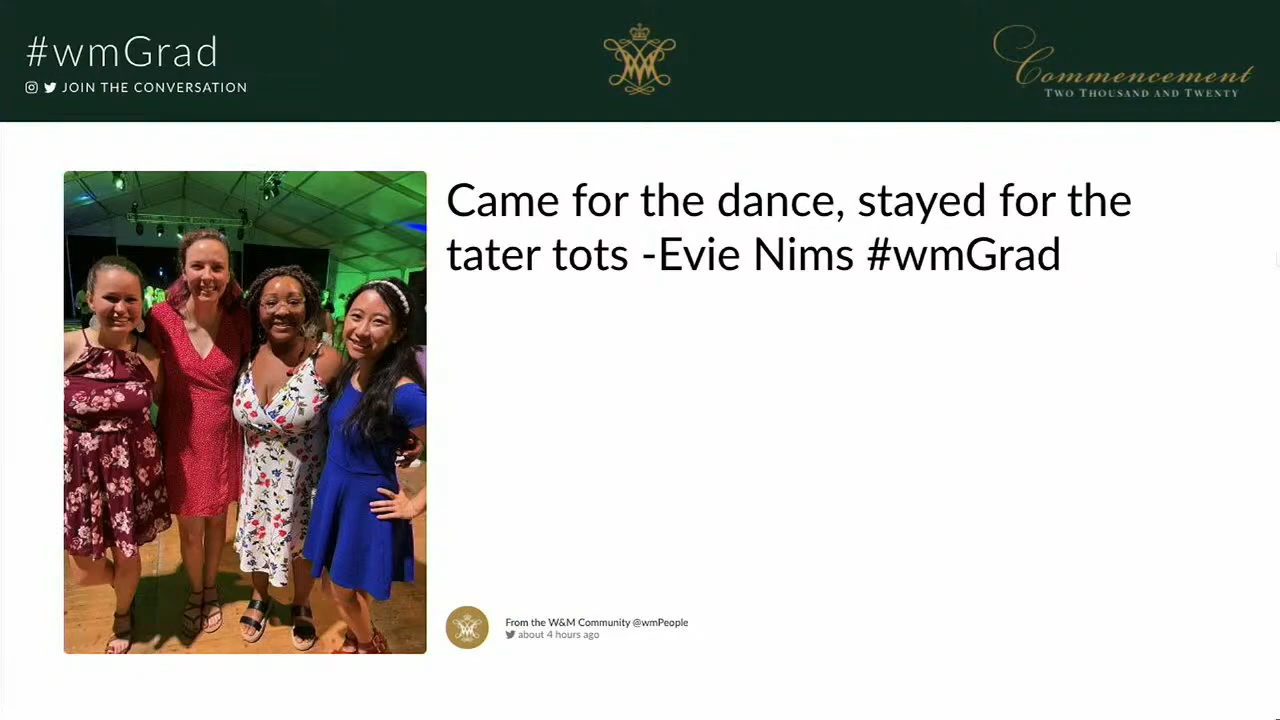 #wmGrad
JOIN THE CONVERSATION
Commencement
TWO THOUSAND AND TWENTY
Came for the dance, stayed for the
tater tots -Evie Nims #wmGrad
From the W&M Community @wmPeople
about 4 hours ago